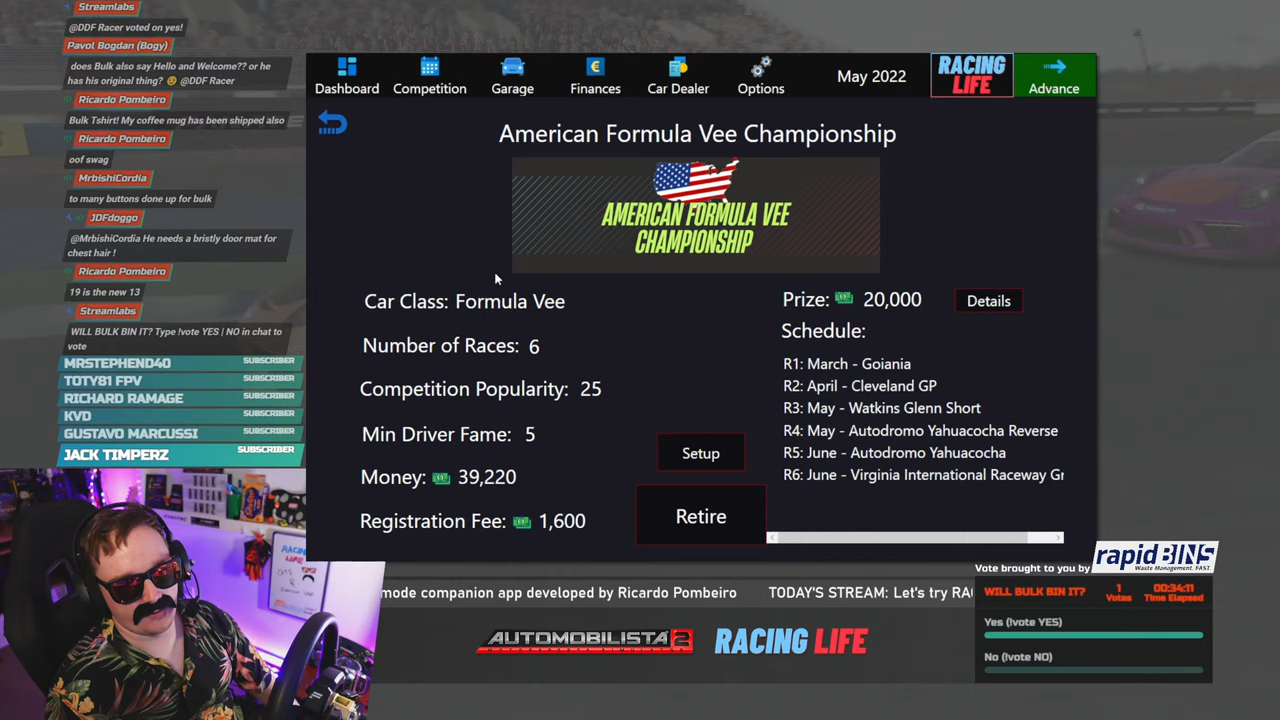 Streamlabs
@DDF Racer voted on yes!
Pavol Bogdan (Bogy)
does Bulk also say Hello and Welcome?? or he
has his original thing? 😉 @DDF Racer
Ricardo Pombeiro
Bulk Tshirt! My coffee mug has been shipped also
Ricardo Pombeiro
oof swag
MrbishiCordia
to many buttons done up for bulk
JDFdoggo
@MrbishiCordia He needs a bristly door mat for
chest hair !
Ricardo Pombeiro
19 is the new 13
Streamlabs
WILL BULK BIN IT? Type !vote YES | NO in chat to
vote
MRSTEPHEND40 SUBSCRIBER
TOTY81 FPV SUBSCRIBER
RICHARD RAMAGE SUBSCRIBER
KVD SUBSCRIBER
GUSTAVO MARCUSSI SUBSCRIBER
JACK TIMPERZ SUBSCRIBER
Dashboard Competition Garage Finances Car Dealer Options May 2022 RACING LIFE Advance
American Formula Vee Championship
AMERICAN FORMULA VEE
CHAMPIONSHIP
Car Class: Formula Vee
Number of Races: 6
Competition Popularity: 25
Min Driver Fame: 5
Money: 39,220
Registration Fee: 1,600
Setup
Retire
Prize: 20,000 Details
Schedule:
R1: March - Goiania
R2: April - Cleveland GP
R3: May - Watkins Glenn Short
R4: May - Autodromo Yahuacocha Reverse
R5: June - Autodromo Yahuacocha
R6: June - Virginia International Raceway Gr
RACING
LIFE
mode companion app developed by Ricardo Pombeiro TODAY'S STREAM: Let's try RA
AUTOMOBILISTA 2 RACING LIFE
Vote brought to you by rapidBINS
Waste Management. FAST.
WILL BULK BIN IT? 1 Votes 00:34:11 Time Elapsed
Yes (!vote YES)
No (!vote NO)